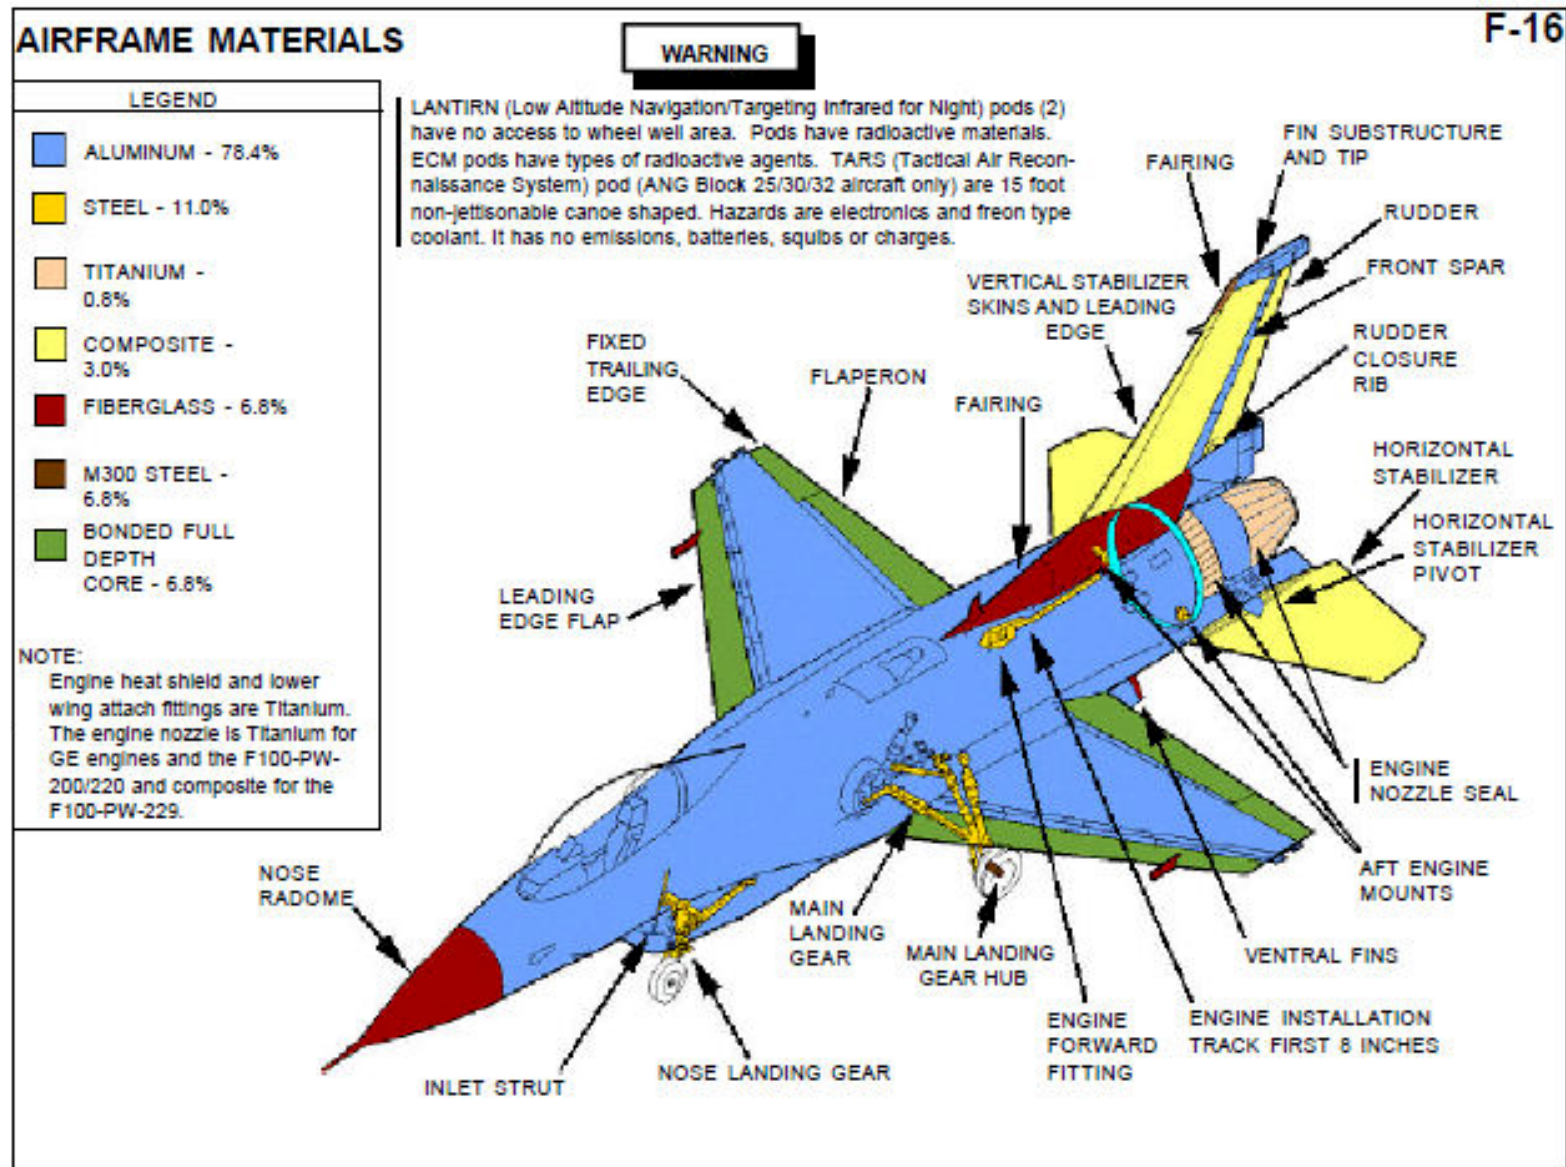 AIRFRAME MATERIALS
WARNING
F-16
LEGEND
ALUMINUM - 78.4%
STEEL - 11.0%
TITANIUM -
0.8%
COMPOSITE -
3.0%
FIBERGLASS - 6.8%
M300 STEEL -
6.8%
BONDED FULL
DEPTH
CORE - 6.8%
NOTE:
Engine heat shield and lower
wing attach fittings are Titanium.
The engine nozzle is Titanium for
GE engines and the F100-PW-
200/220 and composite for the
F100-PW-229.
LANTIRN (Low Altitude Navigation/Targeting Infrared for Night) pods (2)
have no access to wheel well area. Pods have radioactive materials.
ECM pods have types of radioactive agents. TARS (Tactical Air Recon-
naissance System) pod (ANG Block 25/30/32 aircraft only) are 15 foot
non-jettisonable canoe shaped. Hazards are electronics and freon type
coolant. It has no emissions, batteries, squibs or charges.
FAIRING
FIN SUBSTRUCTURE
AND TIP
RUDDER
FRONT SPAR
VERTICAL STABILIZER
SKINS AND LEADING
EDGE
RUDDER
CLOSURE
RIB
FIXED
TRAILING
EDGE
FLAPERON
FAIRING
HORIZONTAL
STABILIZER
HORIZONTAL
STABILIZER
PIVOT
LEADING
EDGE FLAP
ENGINE
NOZZLE SEAL
AFT ENGINE
MOUNTS
NOSE
RADOME
MAIN
LANDING
GEAR
MAIN LANDING
GEAR HUB
VENTRAL FINS
ENGINE
FORWARD
FITTING
ENGINE INSTALLATION
TRACK FIRST 8 INCHES
INLET STRUT
NOSE LANDING GEAR